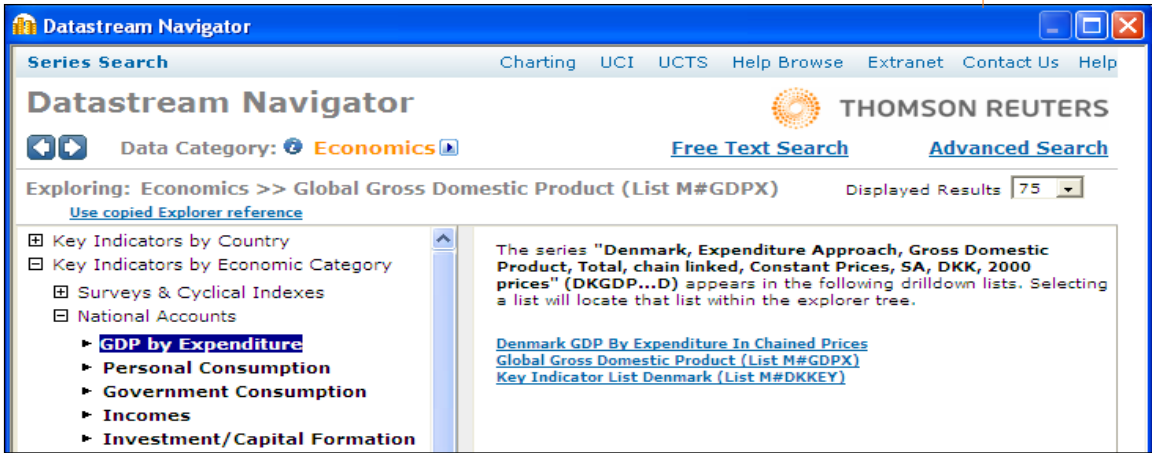 Datastream Navigator
Series Search Charting UCI UCTS Help Browse Extranet Contact Us Help
Datastream Navigator THOMSON REUTERS
Data Category: Economics Free Text Search Advanced Search
Exploring: Economics >> Global Gross Domestic Product (List M#GDPX) Displayed Results 75
Use copied Explorer reference
Key Indicators by Country
Key Indicators by Economic Category
Surveys & Cyclical Indexes
National Accounts
GDP by Expenditure
Personal Consumption
Government Consumption
Incomes
Investment/Capital Formation
The series "Denmark, Expenditure Approach, Gross Domestic
Product, Total, chain linked, Constant Prices, SA, DKK, 2000
prices" (DKGDP...D) appears in the following drilldown lists. Selecting
a list will locate that list within the explorer tree.
Denmark GDP By Expenditure In Chained Prices
Global Gross Domestic Product (List M#GDPX)
Key Indicator List Denmark (List M#DKKEY)